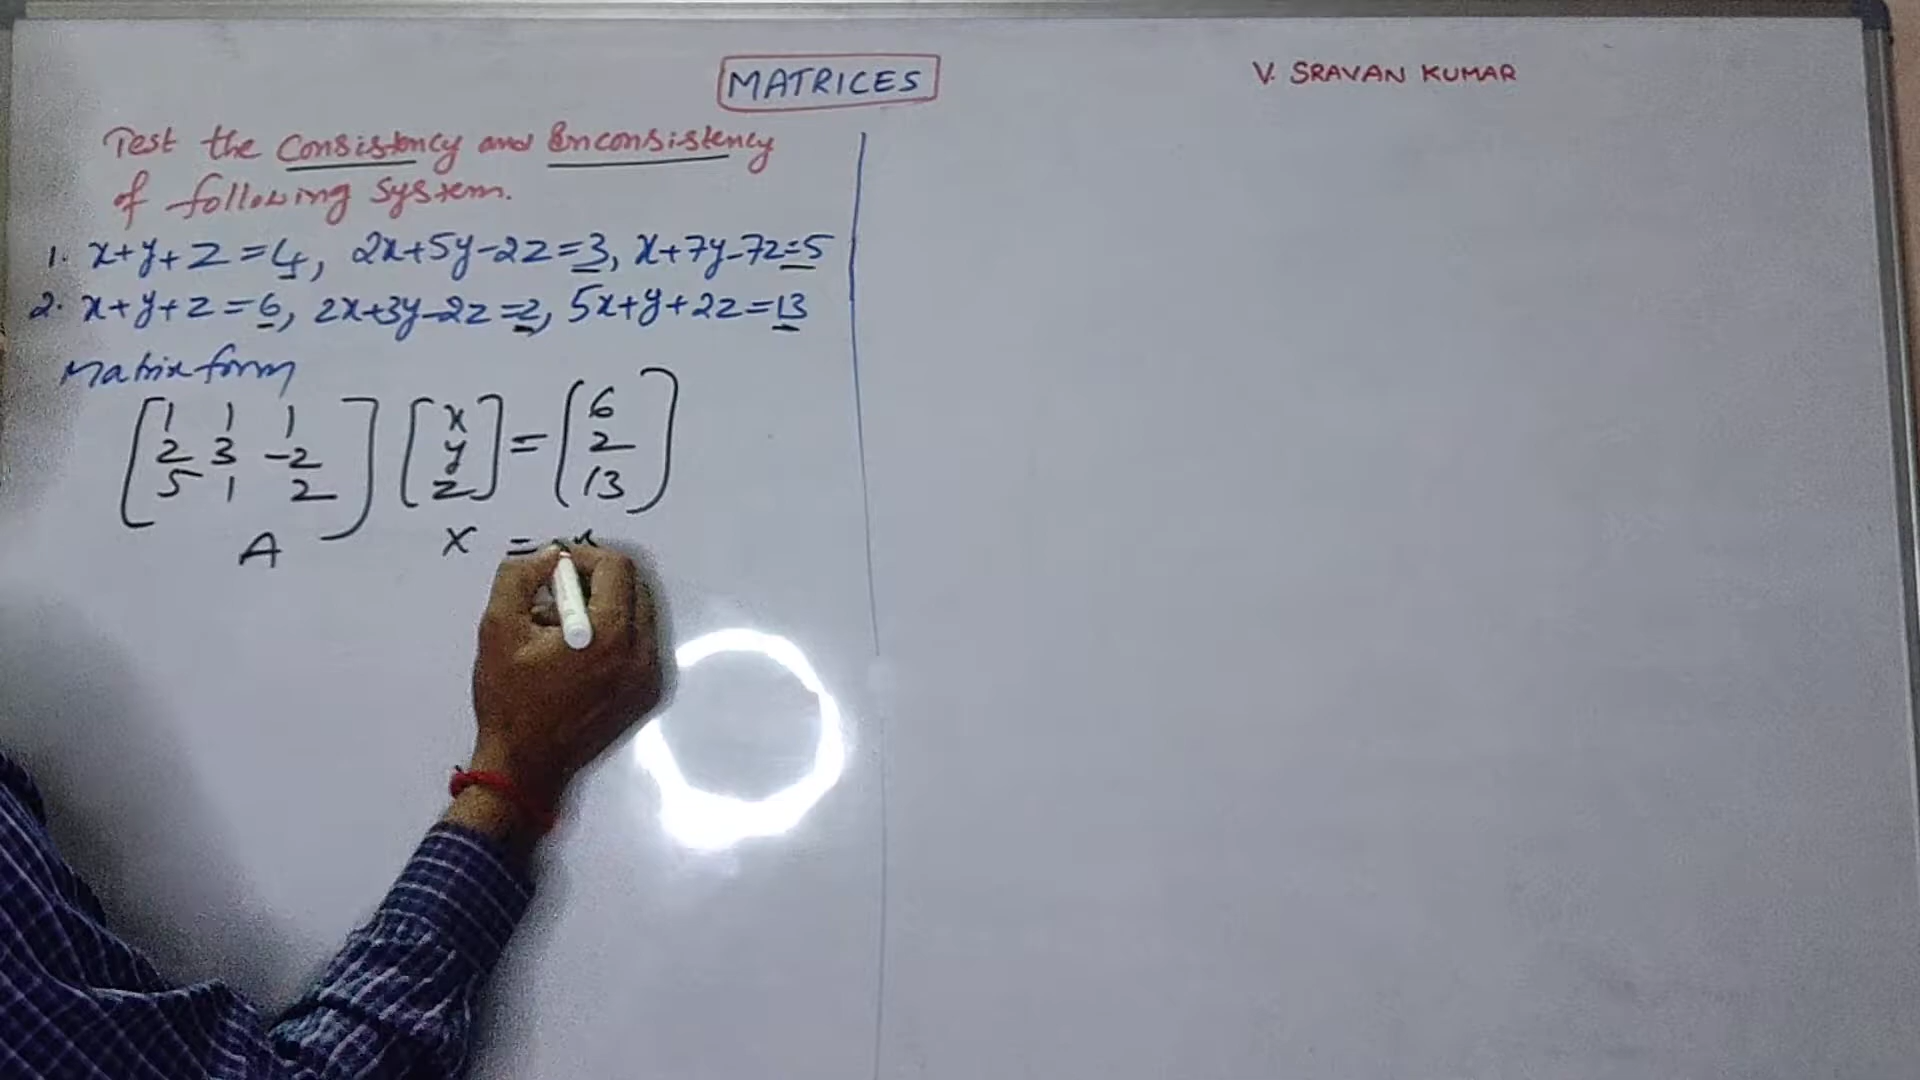 MATRICES
V. SRAVAN KUMAR
Test the Consistency and Inconsistency
of following system.
1. x+y+z=4, 2x+5y-2z=3, x+7y-7z=5
2. x+y+z=6, 2x+3y-2z=2, 5x+y+2z=13
Matrix form
[1 1 1] [x] = [6]
[2 3 -2] [y] [2]
[5 1 2] [z] [13]
A X =